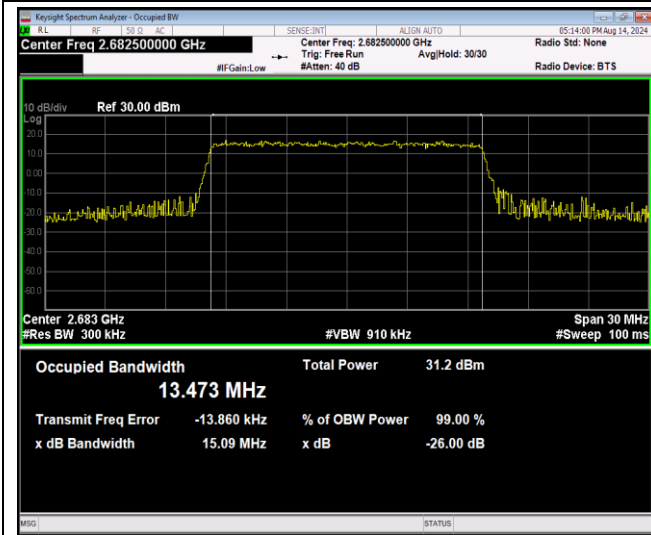 Keysight Spectrum Analyzer - Occupied BW
RL RF 50 Ω AC SENSE:INT ALIGN AUTO 05:14:08 PM Aug 14, 2024
Center Freq 2.682500000 GHz Center Freq: 2.682500000 GHz Radio Std: None
Trig: Free Run Avg|Hold: 30/30
#IFGain:Low #Atten: 40 dB Radio Device: BTS
10 dB/div Ref 30.00 dBm
Log
20.0
10.0
0.00
-10.0
-20.0
-30.0
-40.0
-50.0
-60.0
Center 2.683 GHz Span 30 MHz
#Res BW 300 kHz #VBW 910 kHz #Sweep 100 ms
Occupied Bandwidth Total Power 31.2 dBm
13.473 MHz
Transmit Freq Error -13.860 kHz % of OBW Power 99.00 %
x dB Bandwidth 15.09 MHz x dB -26.00 dB
MSG STATUS